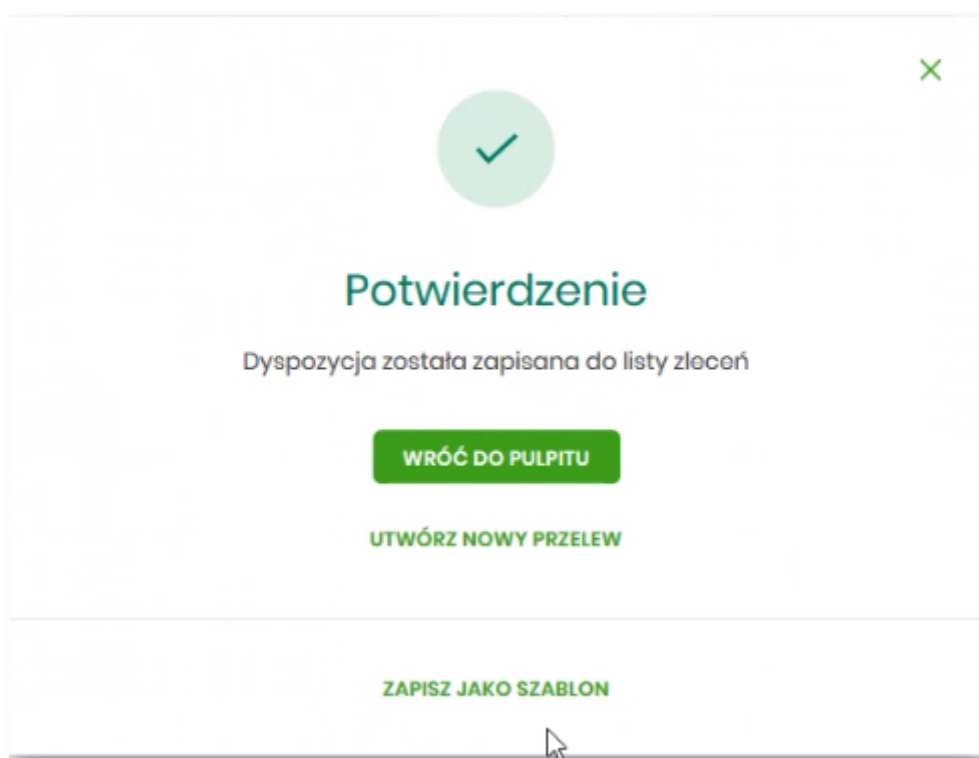 Potwierdzenie
Dyspozycja została zapisana do listy zleceń
WRÓĆ DO PULPITU
UTWÓRZ NOWY PRZELEW
ZAPISZ JAKO SZABLON